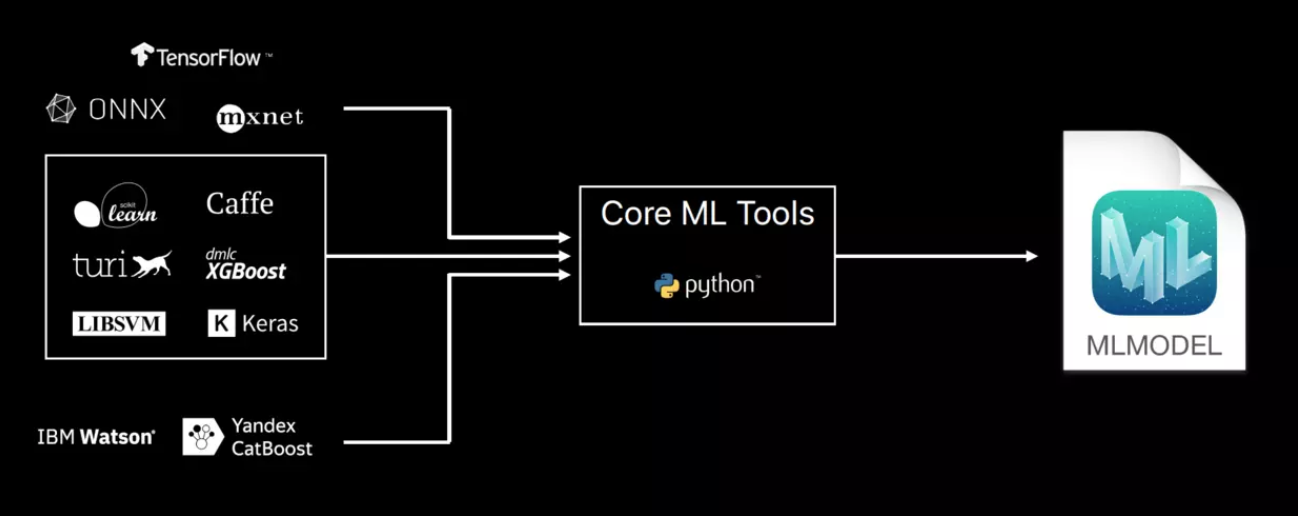 TensorFlow™
ONNX
mxnet
scikit
learn
Caffe
turi
dmlc
XGBoost
LIBSVM
K Keras
IBM Watson®
Yandex
CatBoost
Core ML Tools
python™
ML
MLMODEL